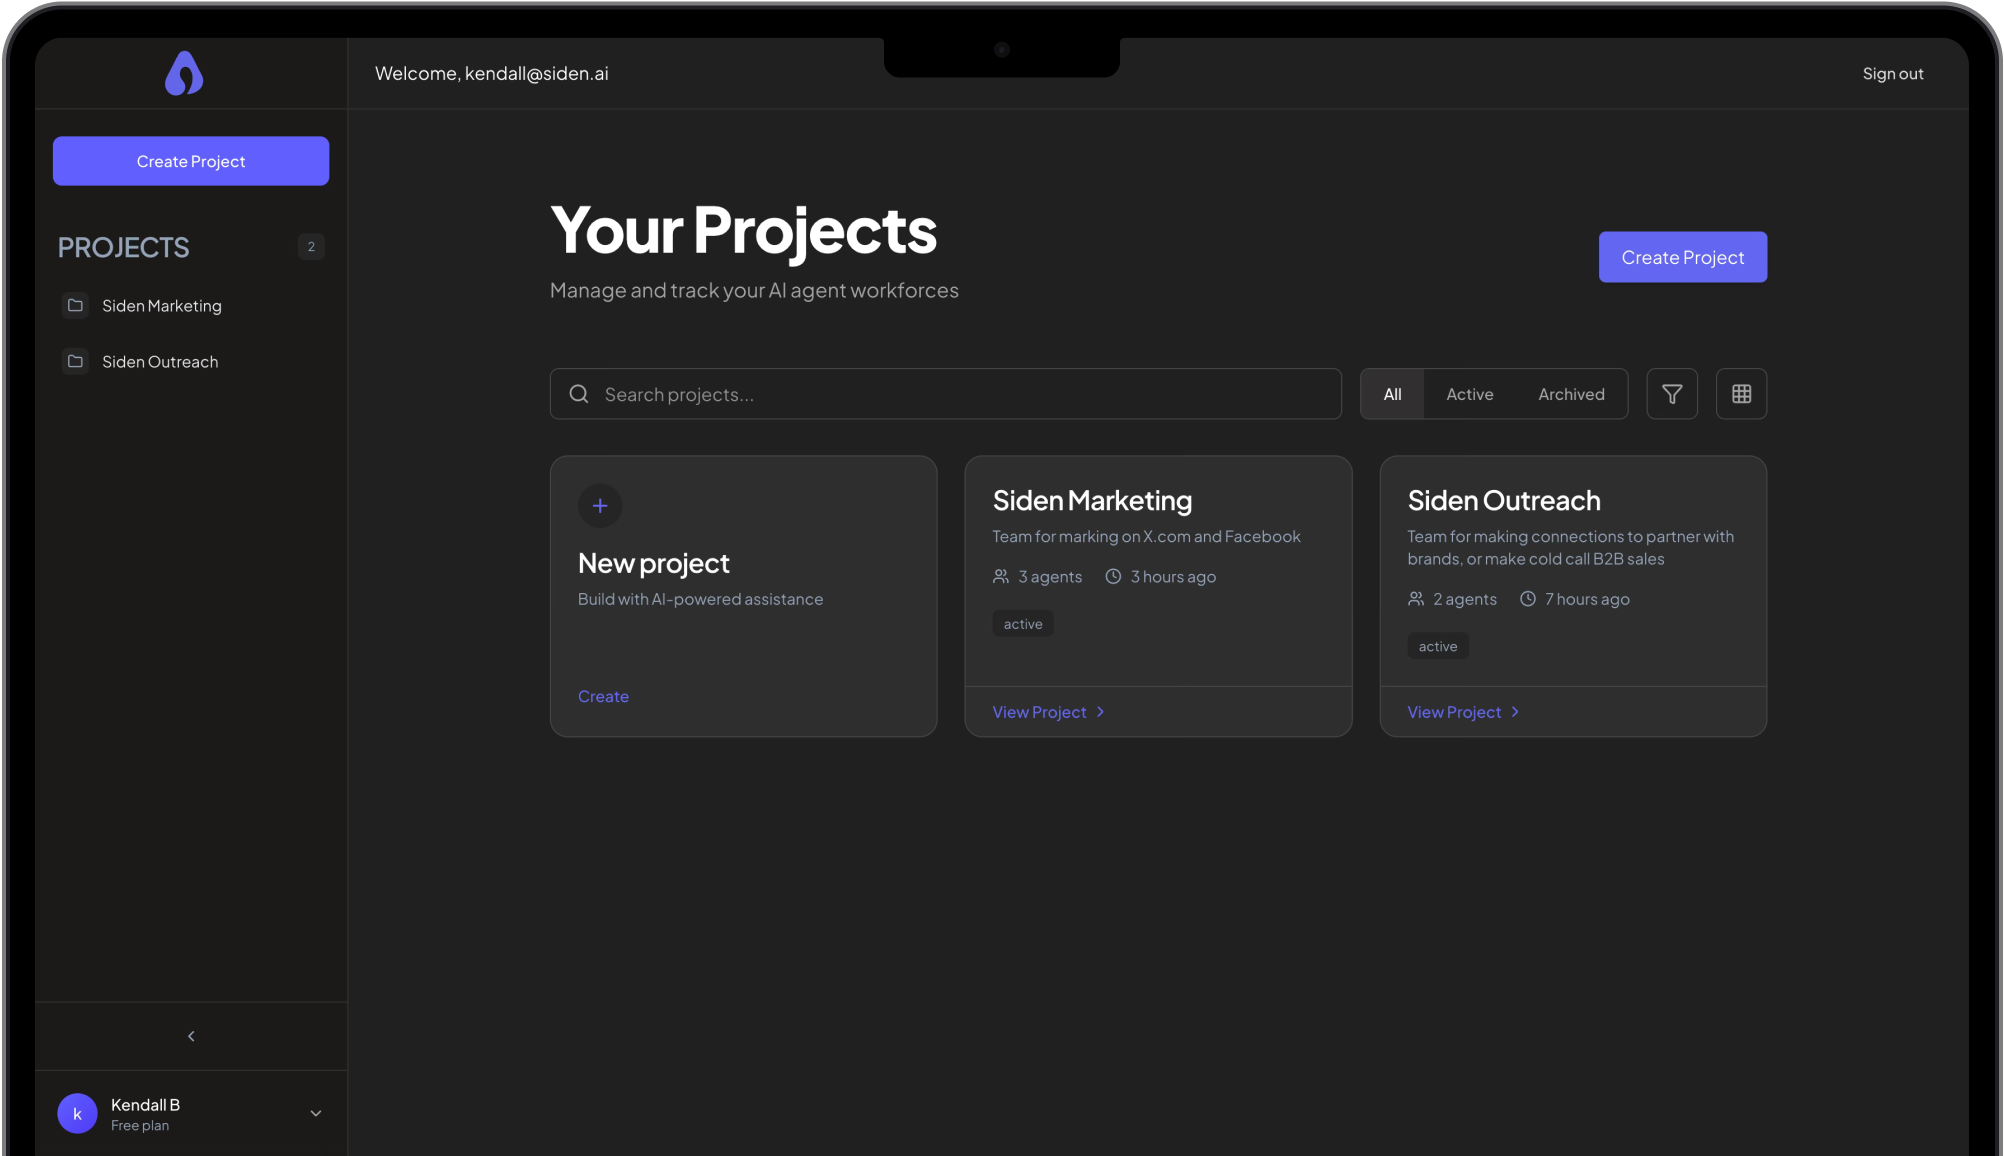 Welcome, kendall@siden.ai
Sign out
Create Project
PROJECTS
2
Siden Marketing
Siden Outreach
Your Projects
Manage and track your AI agent workforces
Create Project
Search projects...
All
Active
Archived
New project
Build with AI-powered assistance
Create
Siden Marketing
Team for marking on X.com and Facebook
3 agents
3 hours ago
active
View Project
Siden Outreach
Team for making connections to partner with
brands, or make cold call B2B sales
2 agents
7 hours ago
active
View Project
k
Kendall B
Free plan